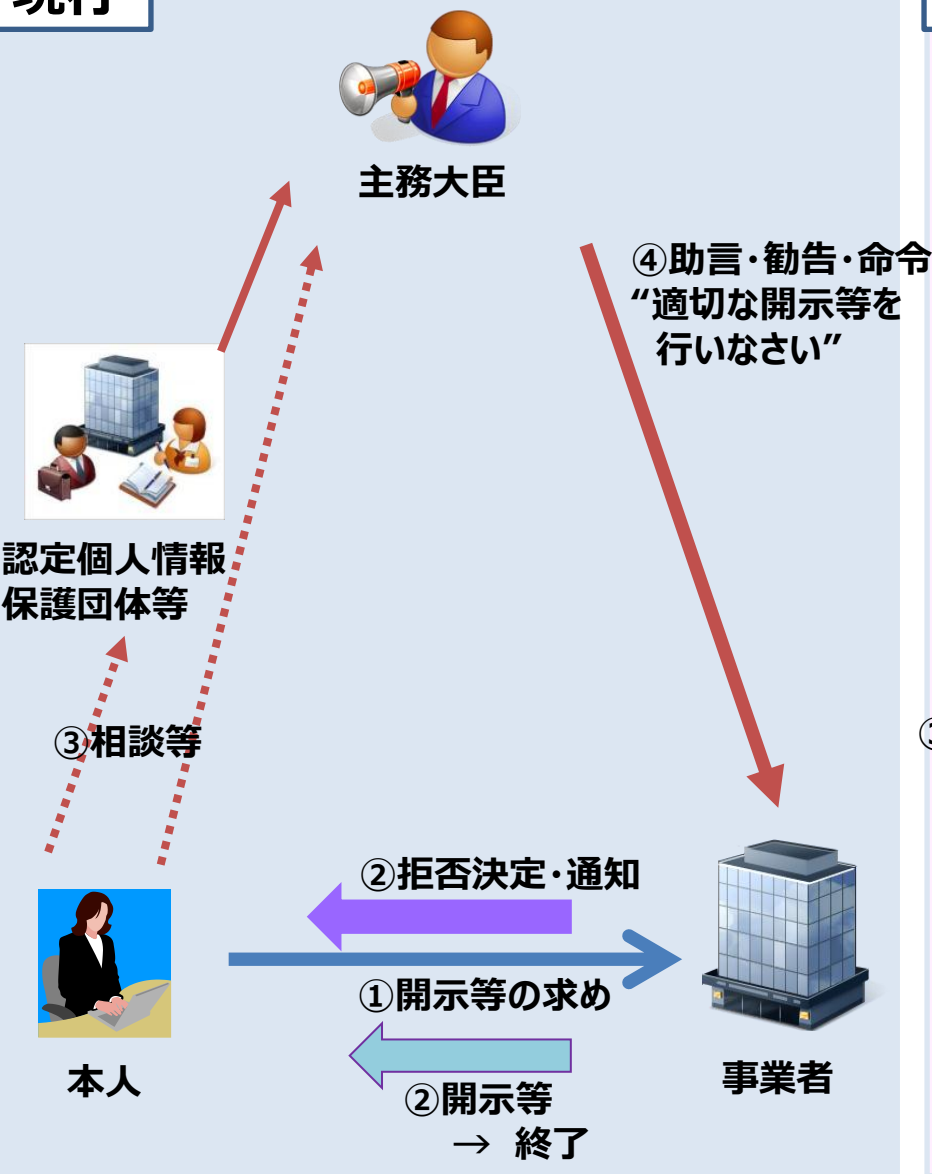 現行
主務大臣
④助言・勧告・命令
“適切な開示等を
行いなさい”
認定個人情報
保護団体等
③相談等
②拒否決定・通知
①開示等の求め
本人
事業者
②開示等
→ 終了